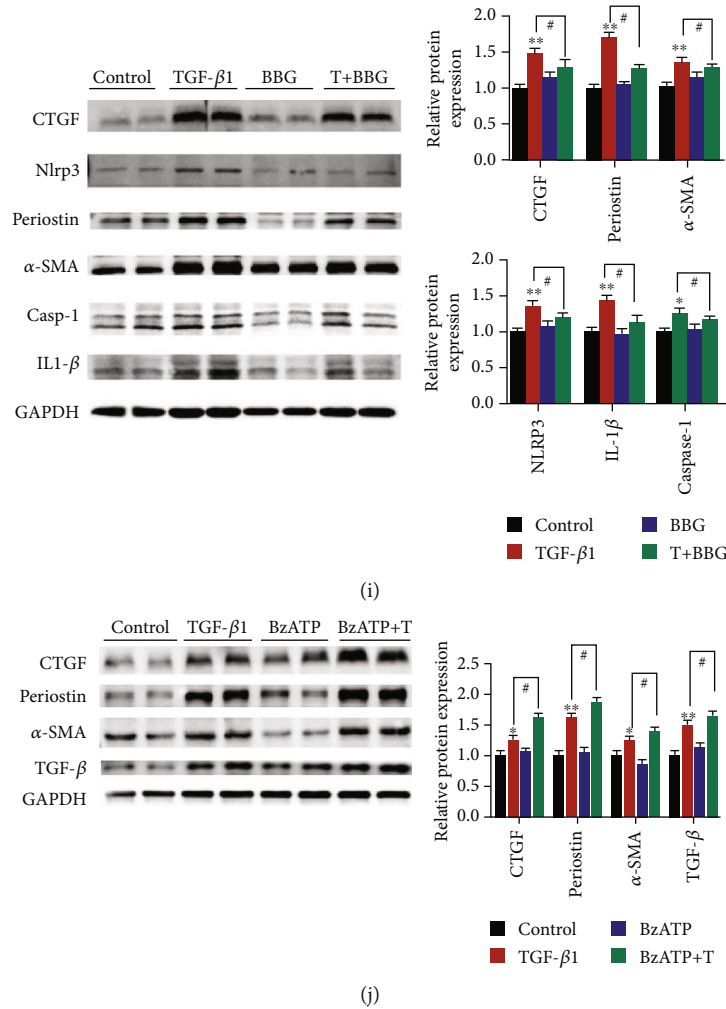 Control TGF-β1 BBG T+BBG
CTGF
Nlrp3
Periostin
α-SMA
Casp-1
IL1-β
GAPDH
Relative protein
expression
2.0
1.5
1.0
0.5
0.0
** # ** # ** #
CTGF
Periostin
α-SMA
Relative protein
expression
2.0
1.5
1.0
0.5
0.0
** # ** # * #
NLRP3
IL-1β
Caspase-1
Control BBG
TGF-β1 T+BBG
(i)
Control TGF-β1 BzATP BzATP+T
CTGF
Periostin
α-SMA
TGF-β
GAPDH
Relative protein expression
2.5
2.0
1.5
1.0
0.5
0.0
* # ** # * # ** #
CTGF
Periostin
α-SMA
TGF-β
Control BzATP
TGF-β1 BzATP+T
(j)